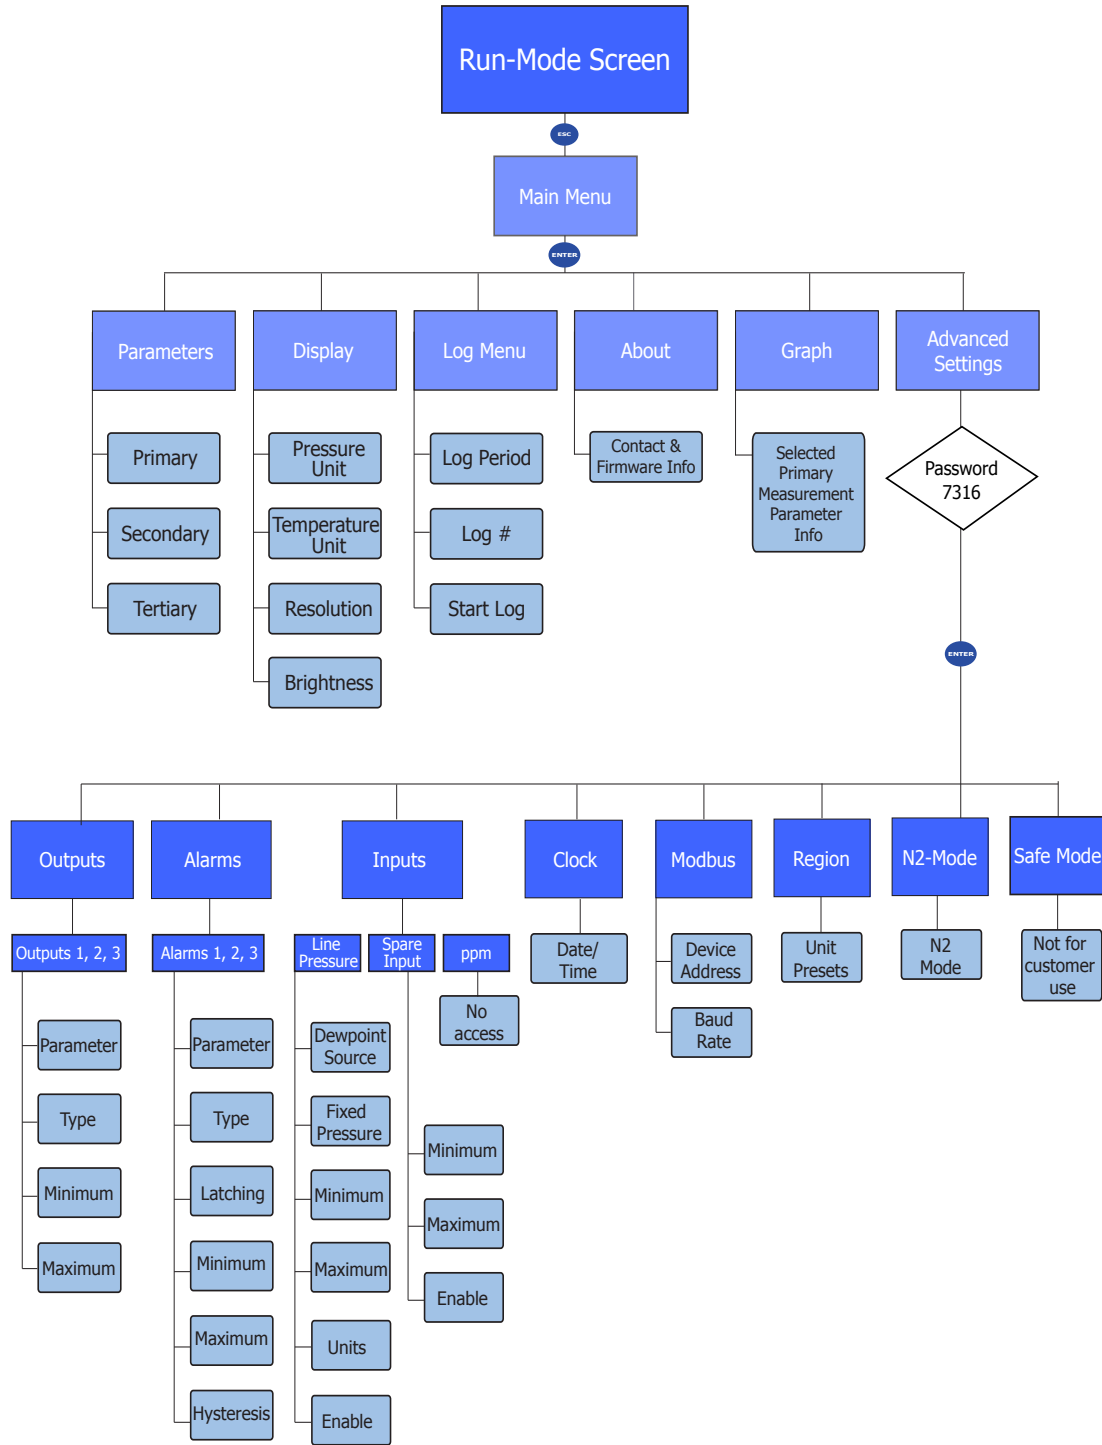 Run-Mode Screen
ESC
Main Menu
ENTER
Parameters
Display
Log Menu
About
Graph
Advanced
Settings
Primary
Secondary
Tertiary
Pressure
Unit
Temperature
Unit
Resolution
Brightness
Log Period
Log #
Start Log
Contact &
Firmware Info
Selected
Primary
Measurement
Parameter
Info
Password
7316
ENTER
Outputs
Alarms
Inputs
Clock
Modbus
Region
N2-Mode
Safe Mode
Outputs 1, 2, 3
Parameter
Type
Minimum
Maximum
Alarms 1, 2, 3
Parameter
Type
Latching
Minimum
Maximum
Hysteresis
Line
Pressure
Dewpoint
Source
Fixed
Pressure
Minimum
Maximum
Units
Enable
Spare
Input
Minimum
Maximum
Enable
ppm
No
access
Date/
Time
Device
Address
Baud
Rate
Unit
Presets
N2
Mode
Not for
customer
use